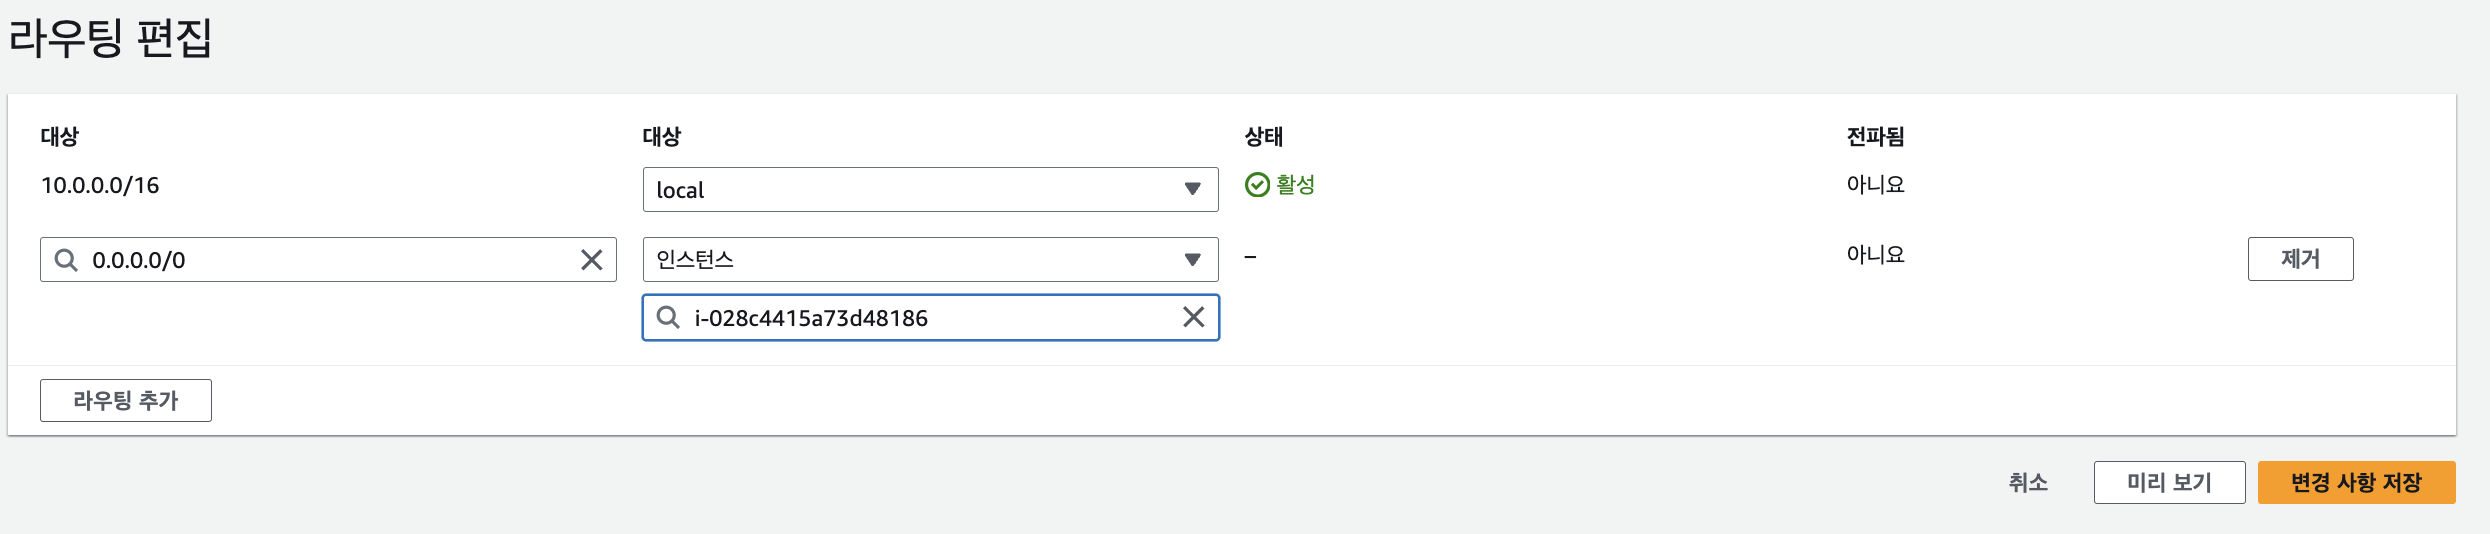 라우팅 편집
대상 대상 상태 전파됨
10.0.0.0/16 local 활성 아니요
0.0.0.0/0 인스턴스 – 아니요 제거
i-028c4415a73d48186
라우팅 추가
취소 미리 보기 변경 사항 저장